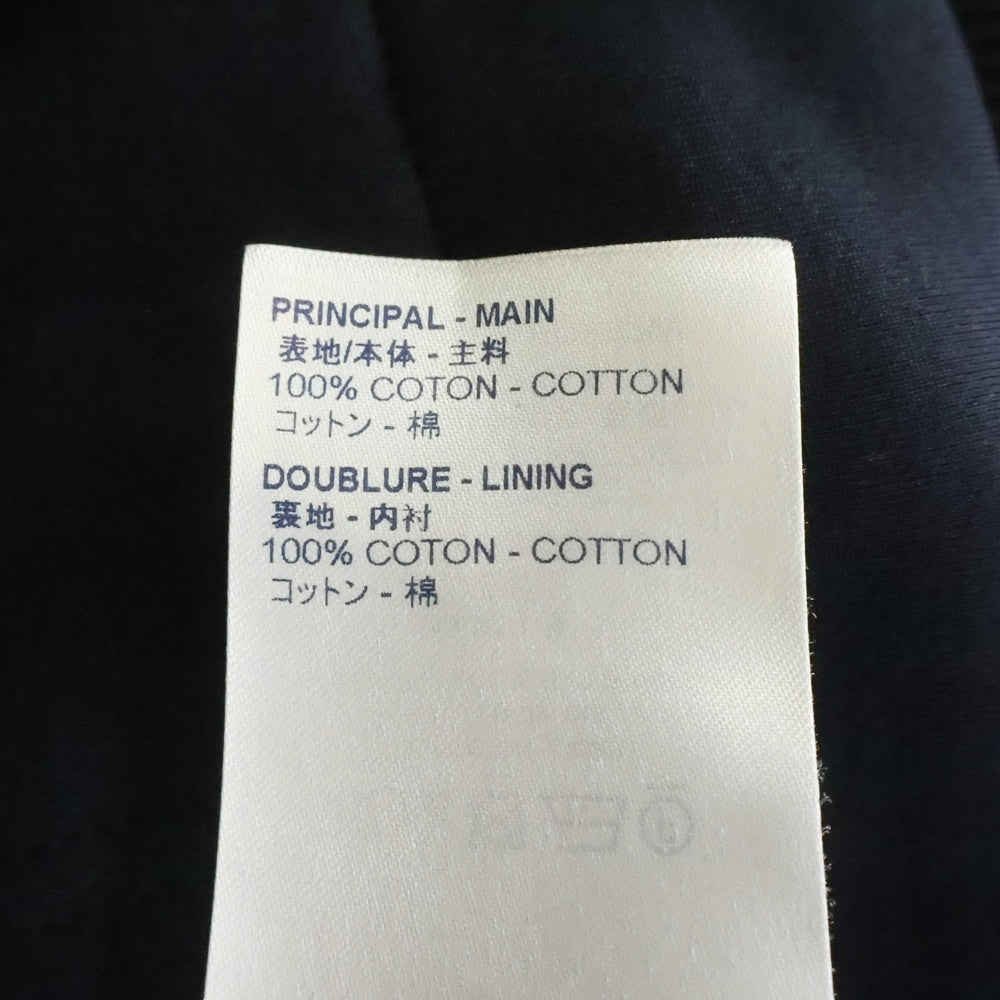 PRINCIPAL - MAIN
表地/本体 - 主料
100% COTON - COTTON
コットン - 棉
DOUBLURE - LINING
裏地 - 内衬
100% COTON - COTTON
コットン - 棉